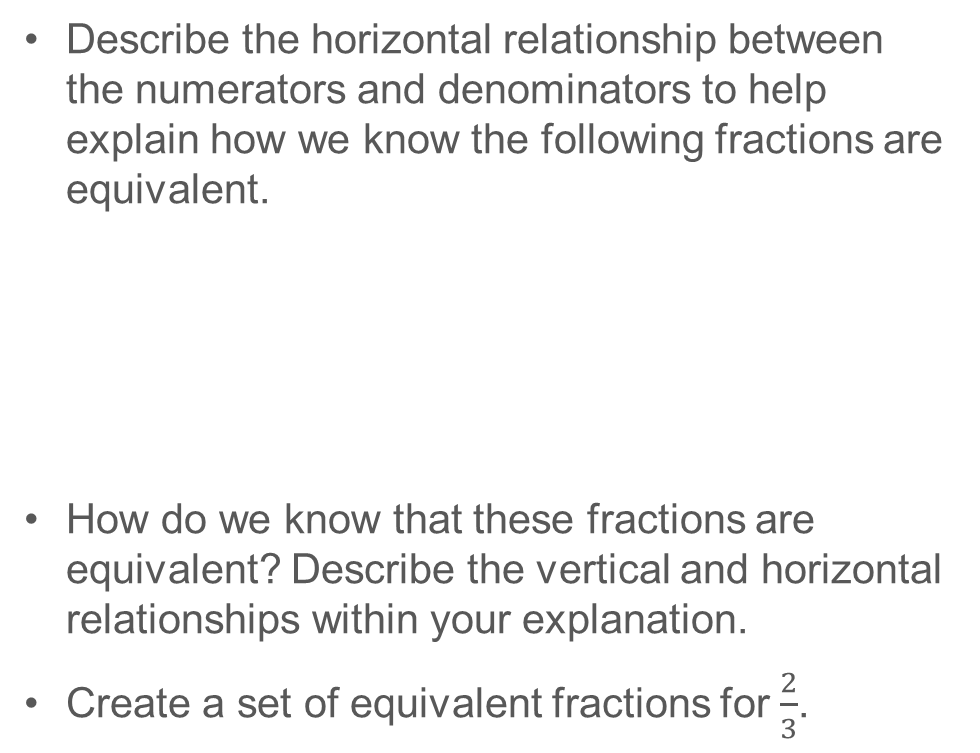 • Describe the horizontal relationship between
the numerators and denominators to help
explain how we know the following fractions are
equivalent.
• How do we know that these fractions are
equivalent? Describe the vertical and horizontal
relationships within your explanation.
• Create a set of equivalent fractions for 2/3.